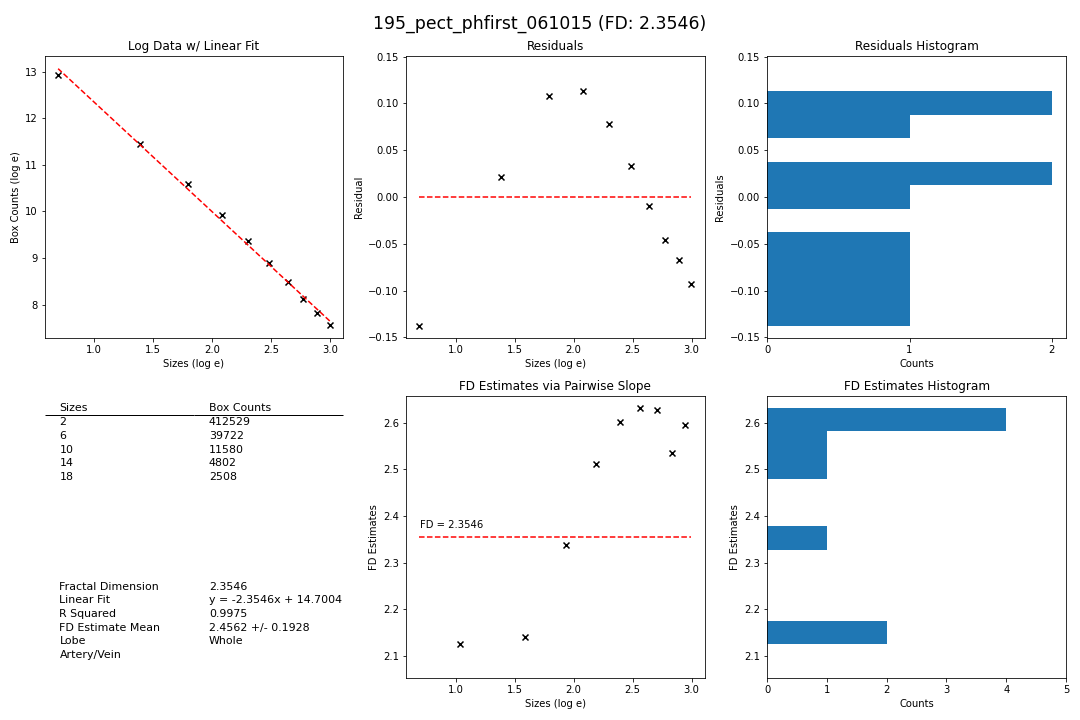 195_pect_phfirst_061015 (FD: 2.3546)
Log Data w/ Linear Fit
13
12
11
10
9
8
Box Counts (log e)
1.0 1.5 2.0 2.5 3.0
Sizes (log e)
Residuals
0.15
0.10
0.05
0.00
−0.05
−0.10
−0.15
Residual
1.0 1.5 2.0 2.5 3.0
Sizes (log e)
Residuals Histogram
0.15
0.10
0.05
0.00
−0.05
−0.10
−0.15
Residuals
0 1 2
Counts
Sizes Box Counts
2 412529
6 39722
10 11580
14 4802
18 2508
Fractal Dimension 2.3546
Linear Fit y = -2.3546x + 14.7004
R Squared 0.9975
FD Estimate Mean 2.4562 +/- 0.1928
Lobe Whole
Artery/Vein
FD Estimates via Pairwise Slope
2.6
2.5
2.4
2.3
2.2
2.1
FD Estimates
FD = 2.3546
1.0 1.5 2.0 2.5 3.0
Sizes (log e)
FD Estimates Histogram
2.6
2.5
2.4
2.3
2.2
2.1
FD Estimates
0 1 2 3 4 5
Counts